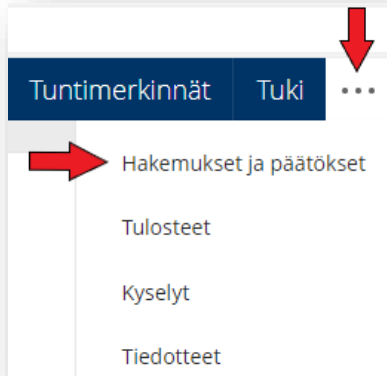 Tuntimerkinnät Tuki ...
Hakemukset ja päätökset
Tulosteet
Kyselyt
Tiedotteet